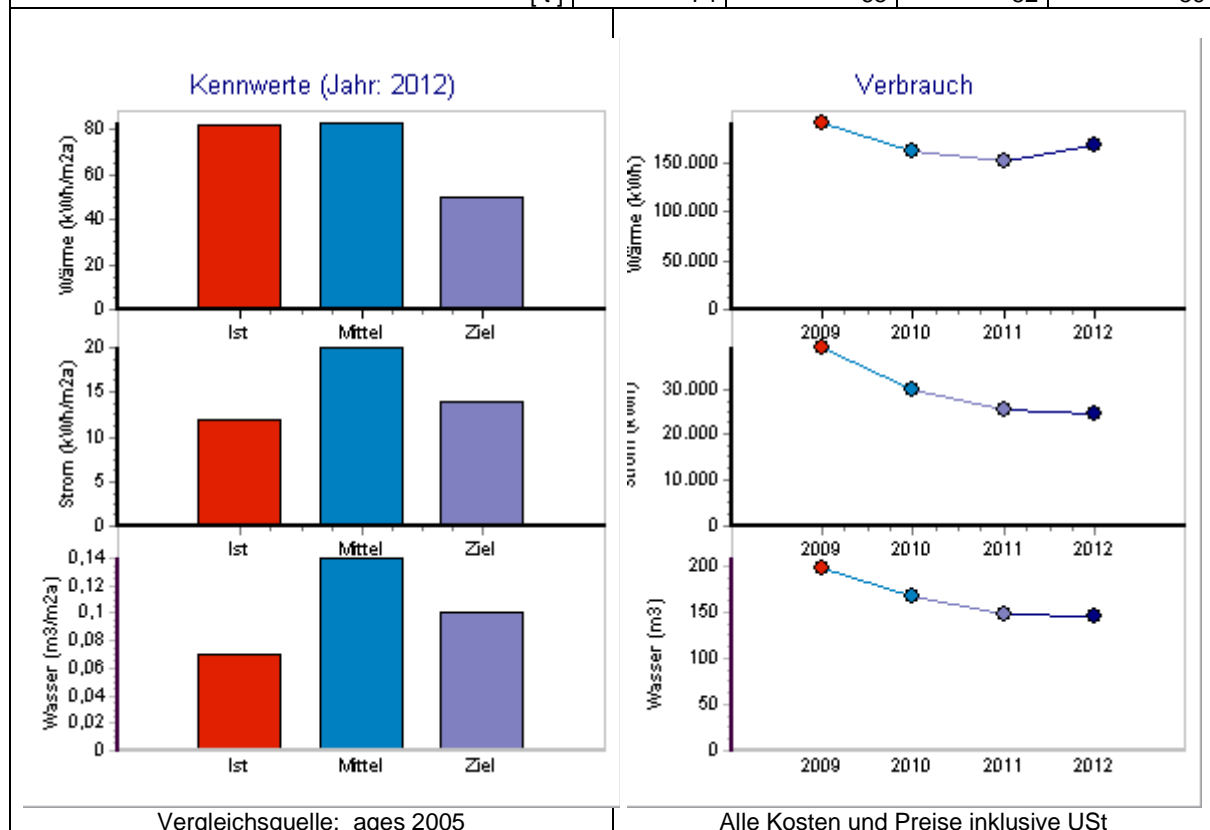 Kennwerte (Jahr: 2012)
Wärme (kWh/m2a)
80
60
40
20
0
Ist Mittel Ziel
Strom (kWh/m2a)
20
15
10
5
0
Ist Mittel Ziel
Wasser (m3/m2a)
0,14
0,12
0,1
0,08
0,06
0,04
0,02
0
Ist Mittel Ziel
Vergleichsquelle: ages 2005
Verbrauch
Wärme (kWh)
150.000
100.000
50.000
0
2009 2010 2011 2012
Strom (kWh)
30.000
20.000
10.000
0
2009 2010 2011 2012
Wasser (m3)
200
150
100
50
0
2009 2010 2011 2012
Alle Kosten und Preise inklusive USt